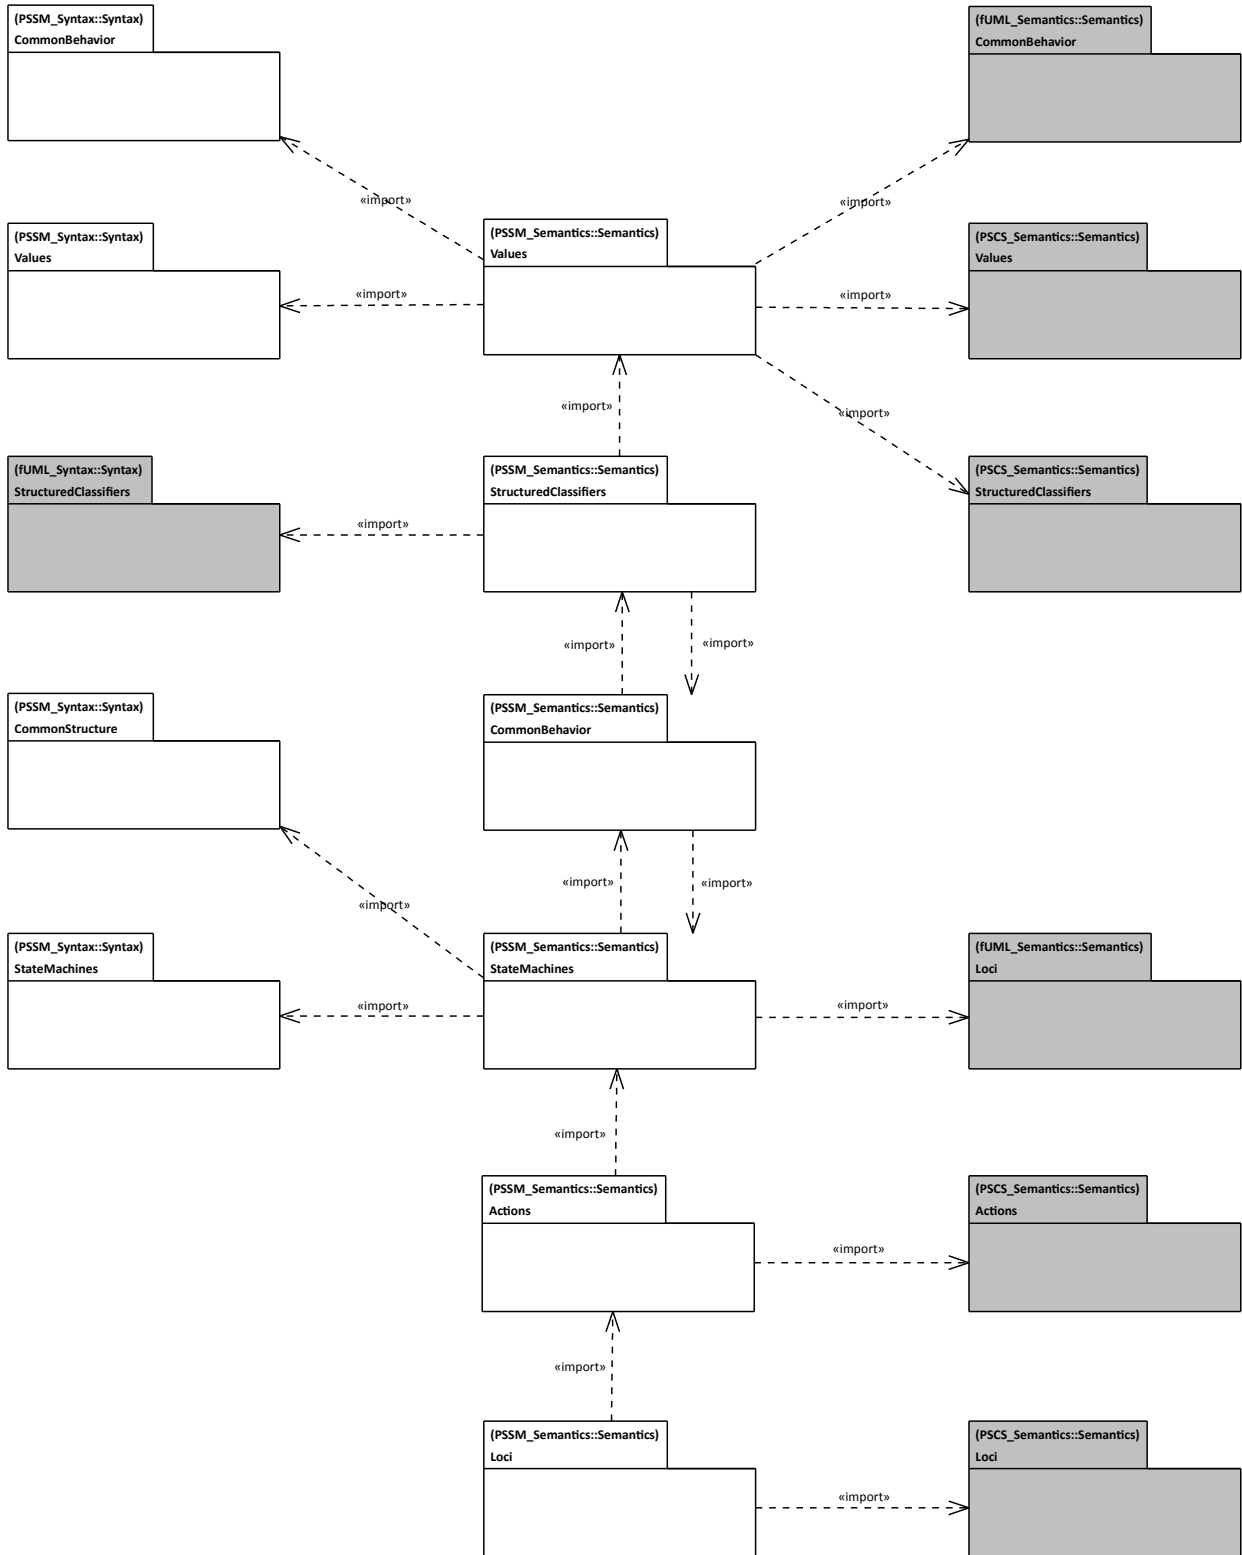 (PSSM_Syntax::Syntax)
CommonBehavior
(fUML_Semantics::Semantics)
CommonBehavior
«import»
«import»
(PSSM_Syntax::Syntax)
Values
(PSSM_Semantics::Semantics)
Values
(PSCS_Semantics::Semantics)
Values
«import»
«import»
«import»
«import»
(fUML_Syntax::Syntax)
StructuredClassifiers
(PSSM_Semantics::Semantics)
StructuredClassifiers
(PSCS_Semantics::Semantics)
StructuredClassifiers
«import»
«import»
«import»
(PSSM_Syntax::Syntax)
CommonStructure
(PSSM_Semantics::Semantics)
CommonBehavior
«import»
«import»
«import»
(PSSM_Syntax::Syntax)
StateMachines
(PSSM_Semantics::Semantics)
StateMachines
(fUML_Semantics::Semantics)
Loci
«import»
«import»
«import»
(PSSM_Semantics::Semantics)
Actions
(PSCS_Semantics::Semantics)
Actions
«import»
«import»
(PSSM_Semantics::Semantics)
Loci
(PSCS_Semantics::Semantics)
Loci
«import»